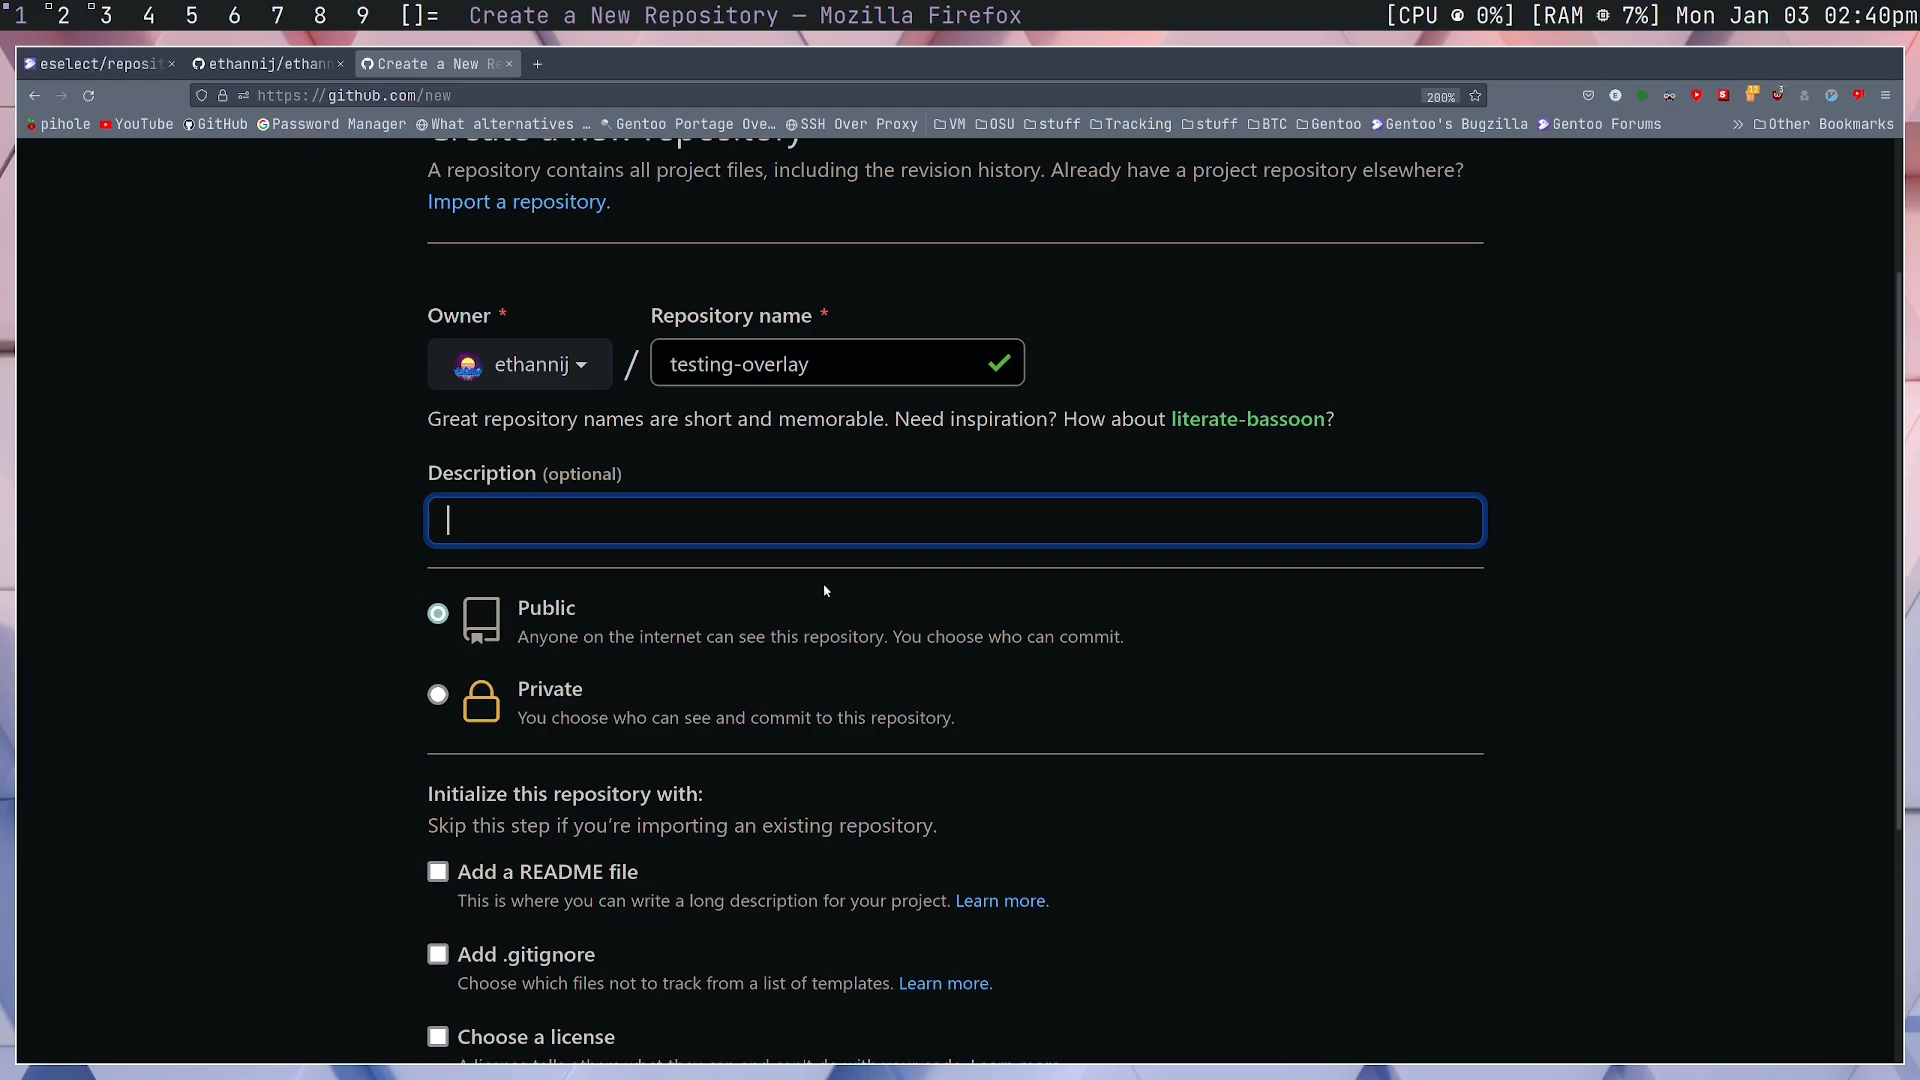 1 2 3 4 5 6 7 8 9 []= Create a New Repository — Mozilla Firefox [CPU 0%] [RAM 7%] Mon Jan 03 02:40pm
eselect/reposit × ethannij/ethann × Create a New Re × +
https://github.com/new 200%
pihole YouTube GitHub Password Manager What alternatives … Gentoo Portage Ove… SSH Over Proxy VM OSU stuff Tracking stuff BTC Gentoo Gentoo's Bugzilla Gentoo Forums » Other Bookmarks
Create a new repository
A repository contains all project files, including the revision history. Already have a project repository elsewhere?
Import a repository.
Owner * Repository name *
ethannij / testing-overlay
Great repository names are short and memorable. Need inspiration? How about literate-bassoon?
Description (optional)
Public
Anyone on the internet can see this repository. You choose who can commit.
Private
You choose who can see and commit to this repository.
Initialize this repository with:
Skip this step if you’re importing an existing repository.
Add a README file
This is where you can write a long description for your project. Learn more.
Add .gitignore
Choose which files not to track from a list of templates. Learn more.
Choose a license